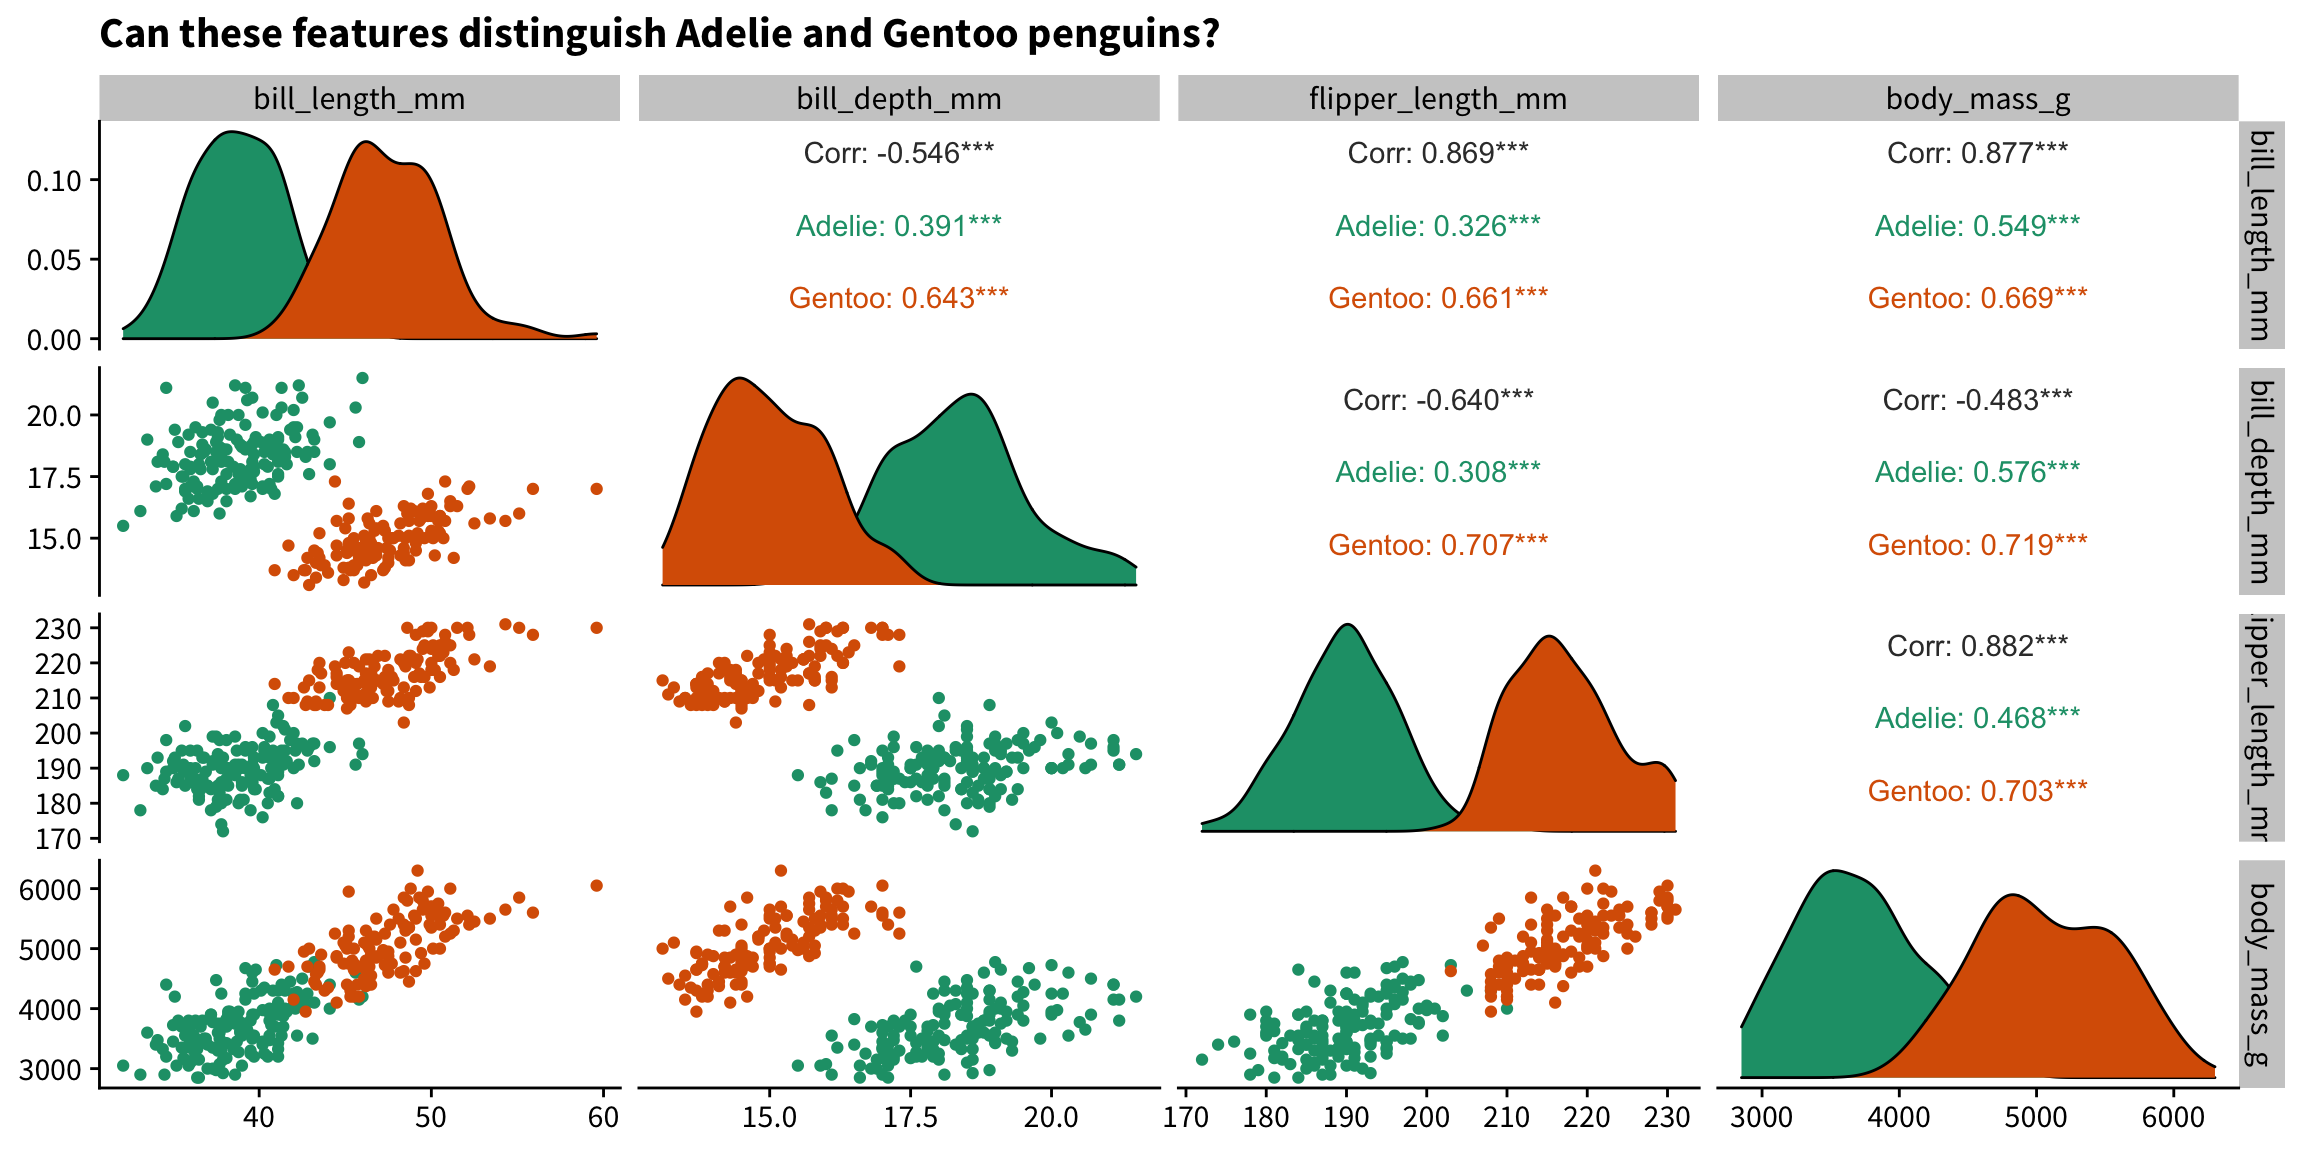 Can these features distinguish Adelie and Gentoo penguins?
bill_length_mm
bill_depth_mm
flipper_length_mm
body_mass_g
0.10
0.05
0.00
Corr: -0.546***
Adelie: 0.391***
Gentoo: 0.643***
Corr: 0.869***
Adelie: 0.326***
Gentoo: 0.661***
Corr: 0.877***
Adelie: 0.549***
Gentoo: 0.669***
bill_length_mm
20.0
17.5
15.0
Corr: -0.640***
Adelie: 0.308***
Gentoo: 0.707***
Corr: -0.483***
Adelie: 0.576***
Gentoo: 0.719***
bill_depth_mm
230
220
210
200
190
180
170
Corr: 0.882***
Adelie: 0.468***
Gentoo: 0.703***
ipper_length_mr
6000
5000
4000
3000
body_mass_g
40
50
60
15.0
17.5
20.0
170
180
190
200
210
220
230
3000
4000
5000
6000